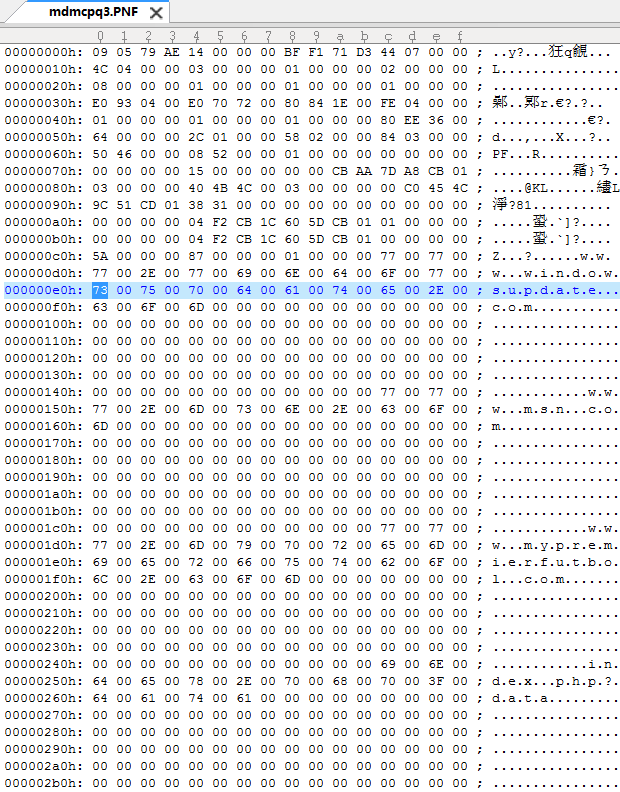 mdmcpq3.PNF
0 1 2 3 4 5 6 7 8 9 a b c d e f
00000000h: 09 05 79 AE 14 00 00 00 BF F1 71 D3 44 07 00 00 ; ..y?...狂q覾...
00000010h: 4C 04 00 00 03 00 00 00 01 00 00 00 02 00 00 00 ; L...............
00000020h: 08 00 00 00 01 00 00 00 01 00 00 00 01 00 00 00 ; ................
00000030h: E0 93 04 00 E0 70 72 00 80 84 1E 00 FE 04 00 00 ; 鄵..郹r.€?.?..
00000040h: 01 00 00 00 01 00 00 00 01 00 00 00 80 EE 36 00 ; ............€?.
00000050h: 64 00 00 00 2C 01 00 00 58 02 00 00 84 03 00 00 ; d...,...X...?..
00000060h: 50 46 00 00 08 52 00 00 01 00 00 00 00 00 00 00 ; PF...R..........
00000070h: 00 00 00 00 15 00 00 00 00 00 CB AA 7D A8 CB 01 ; ..........霜}ㄋ.
00000080h: 03 00 00 00 40 4B 4C 00 03 00 00 00 00 C0 45 4C ; ....@KL......繣L
00000090h: 9C 51 CD 01 38 31 00 00 00 00 00 00 00 00 00 00 ; 淨?81..........
000000a0h: 00 00 00 00 04 F2 CB 1C 60 5D CB 01 01 00 00 00 ; .....蛩.`]?....
000000b0h: 00 00 00 00 04 F2 CB 1C 60 5D CB 01 00 00 00 00 ; .....蛩.`]?....
000000c0h: 5A 00 00 00 87 00 00 00 01 00 00 00 77 00 77 00 ; Z...?.......w.w.
000000d0h: 77 00 2E 00 77 00 69 00 6E 00 64 00 6F 00 77 00 ; w...w.i.n.d.o.w.
000000e0h: 73 00 75 00 70 00 64 00 61 00 74 00 65 00 2E 00 ; s.u.p.d.a.t.e...
000000f0h: 63 00 6F 00 6D 00 00 00 00 00 00 00 00 00 00 00 ; c.o.m...........
00000100h: 00 00 00 00 00 00 00 00 00 00 00 00 00 00 00 00 ; ................
00000110h: 00 00 00 00 00 00 00 00 00 00 00 00 00 00 00 00 ; ................
00000120h: 00 00 00 00 00 00 00 00 00 00 00 00 00 00 00 00 ; ................
00000130h: 00 00 00 00 00 00 00 00 00 00 00 00 00 00 00 00 ; ................
00000140h: 00 00 00 00 00 00 00 00 00 00 00 00 77 00 77 00 ; ............w.w.
00000150h: 77 00 2E 00 6D 00 73 00 6E 00 2E 00 63 00 6F 00 ; w...m.s.n...c.o.
00000160h: 6D 00 00 00 00 00 00 00 00 00 00 00 00 00 00 00 ; m...............
00000170h: 00 00 00 00 00 00 00 00 00 00 00 00 00 00 00 00 ; ................
00000180h: 00 00 00 00 00 00 00 00 00 00 00 00 00 00 00 00 ; ................
00000190h: 00 00 00 00 00 00 00 00 00 00 00 00 00 00 00 00 ; ................
000001a0h: 00 00 00 00 00 00 00 00 00 00 00 00 00 00 00 00 ; ................
000001b0h: 00 00 00 00 00 00 00 00 00 00 00 00 00 00 00 00 ; ................
000001c0h: 00 00 00 00 00 00 00 00 00 00 00 00 77 00 77 00 ; ............w.w.
000001d0h: 77 00 2E 00 6D 00 79 00 70 00 72 00 65 00 6D 00 ; w...m.y.p.r.e.m.
000001e0h: 69 00 65 00 72 00 66 00 75 00 74 00 62 00 6F 00 ; i.e.r.f.u.t.b.o.
000001f0h: 6C 00 2E 00 63 00 6F 00 6D 00 00 00 00 00 00 00 ; l...c.o.m.......
00000200h: 00 00 00 00 00 00 00 00 00 00 00 00 00 00 00 00 ; ................
00000210h: 00 00 00 00 00 00 00 00 00 00 00 00 00 00 00 00 ; ................
00000220h: 00 00 00 00 00 00 00 00 00 00 00 00 00 00 00 00 ; ................
00000230h: 00 00 00 00 00 00 00 00 00 00 00 00 00 00 00 00 ; ................
00000240h: 00 00 00 00 00 00 00 00 00 00 00 00 69 00 6E 00 ; ............i.n.
00000250h: 64 00 65 00 78 00 2E 00 70 00 68 00 70 00 3F 00 ; d.e.x...p.h.p.?.
00000260h: 64 00 61 00 74 00 61 00 00 00 00 00 00 00 00 00 ; d.a.t.a.........
00000270h: 00 00 00 00 00 00 00 00 00 00 00 00 00 00 00 00 ; ................
00000280h: 00 00 00 00 00 00 00 00 00 00 00 00 00 00 00 00 ; ................
00000290h: 00 00 00 00 00 00 00 00 00 00 00 00 00 00 00 00 ; ................
000002a0h: 00 00 00 00 00 00 00 00 00 00 00 00 00 00 00 00 ; ................
000002b0h: 00 00 00 00 00 00 00 00 00 00 00 00 00 00 00 00 ; ................